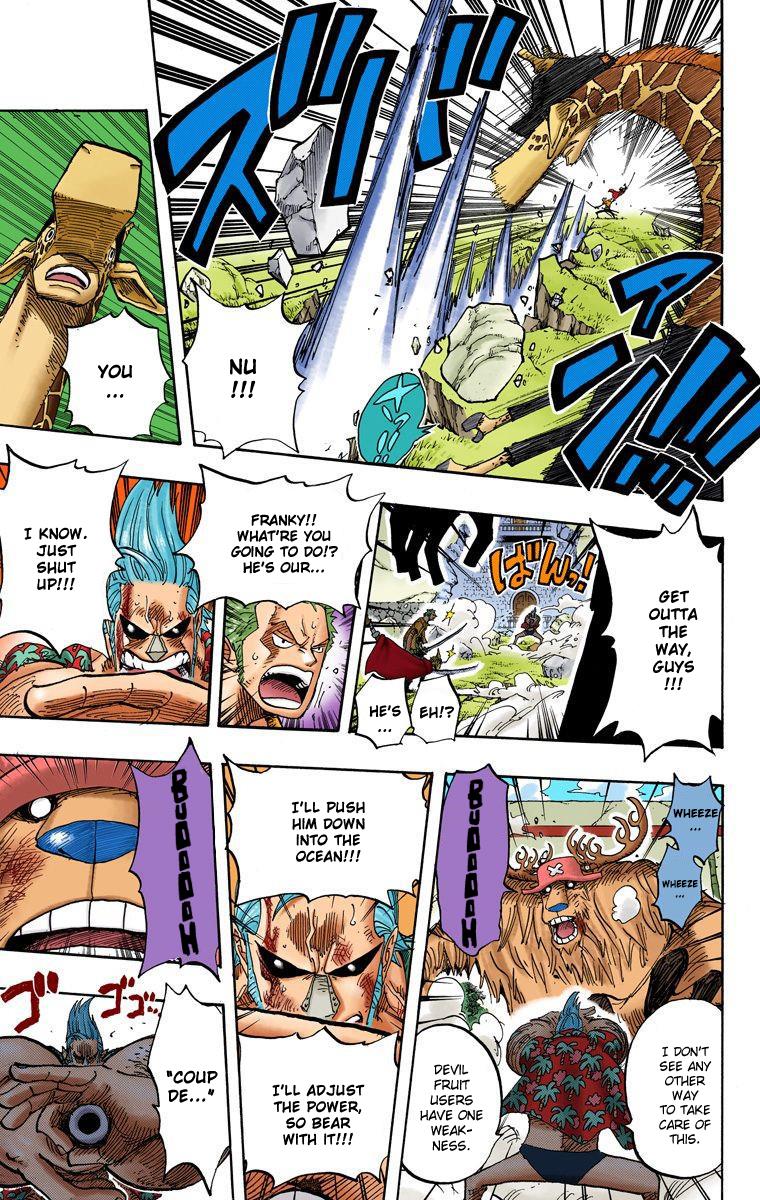 ズバ
ァン!!!
メラ!!
NU
!!!
YOU
...
GET
OUTTA
THE
WAY,
GUYS
!!!
ばんっ!
EH!?
HE'S
...
FRANKY!!
WHAT'RE YOU
GOING TO DO!?
HE'S OUR...
I KNOW.
JUST
SHUT
UP!!!
WHEEZE
...
WHEEZE
...
BUOOOOH
I DON'T
SEE ANY
OTHER
WAY
TO TAKE
CARE OF
THIS.
DEVIL
FRUIT
USERS
HAVE ONE
WEAK-
NESS.
I'LL PUSH
HIM DOWN
INTO THE
OCEAN!!!
I'LL ADJUST
THE POWER,
SO BEAR
WITH IT!!!
BUOOOOH
"COUP
DE..."
ゴゴ...
ゴ